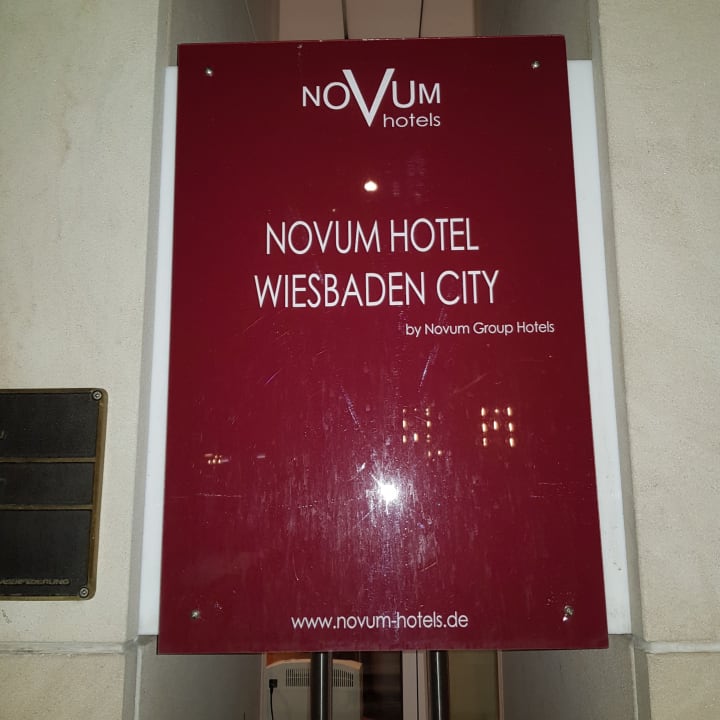 NOVUM
hotels
NOVUM HOTEL
WIESBADEN CITY
by Novum Group Hotels
www.novum-hotels.de